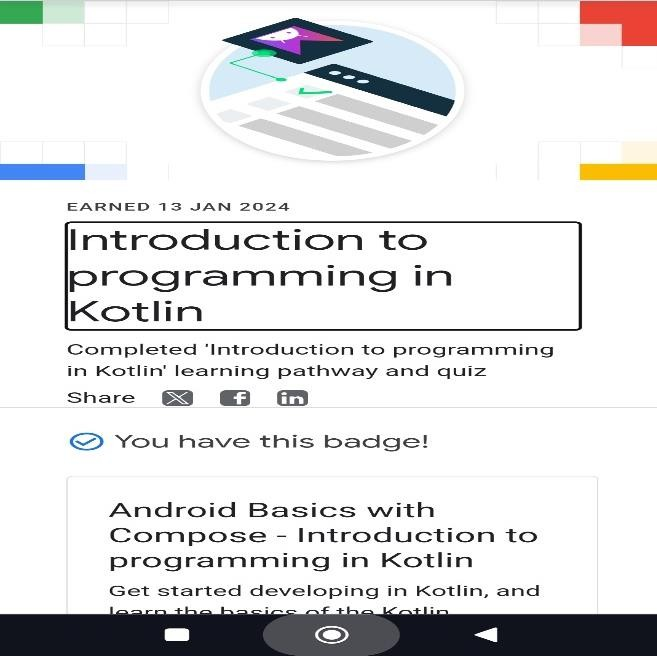 EARNED 13 JAN 2024
Introduction to
programming in
Kotlin
Completed 'Introduction to programming
in Kotlin' learning pathway and quiz
Share
You have this badge!
Android Basics with
Compose - Introduction to
programming in Kotlin
Get started developing in Kotlin, and
learn the basics of the Kotlin